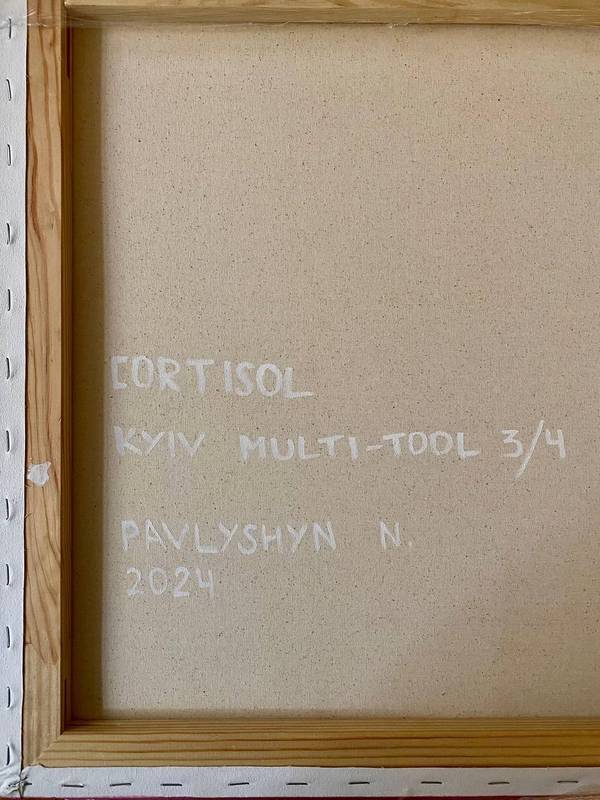 CORTISOL
KYIV MULTI-TOOL 3/4
PAVLYSHYN N.
2024